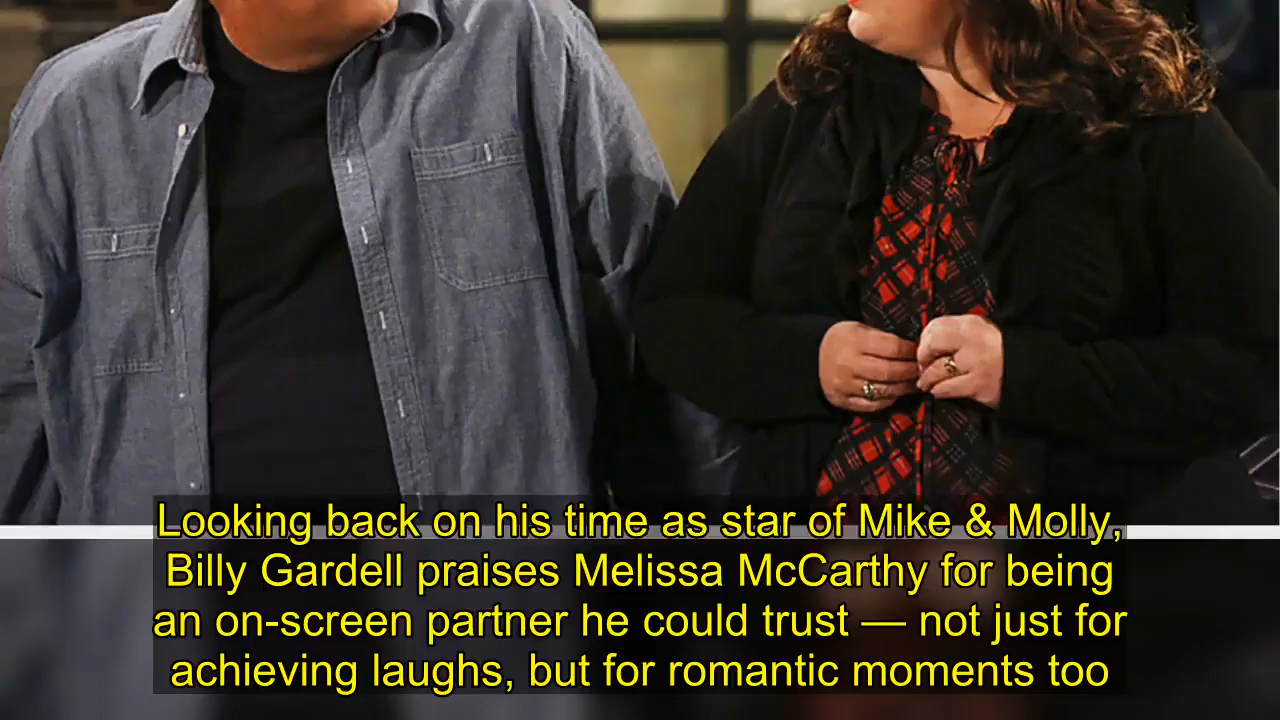 Looking back on his time as star of Mike & Molly,
Billy Gardell praises Melissa McCarthy for being
an on-screen partner he could trust — not just for
achieving laughs, but for romantic moments too